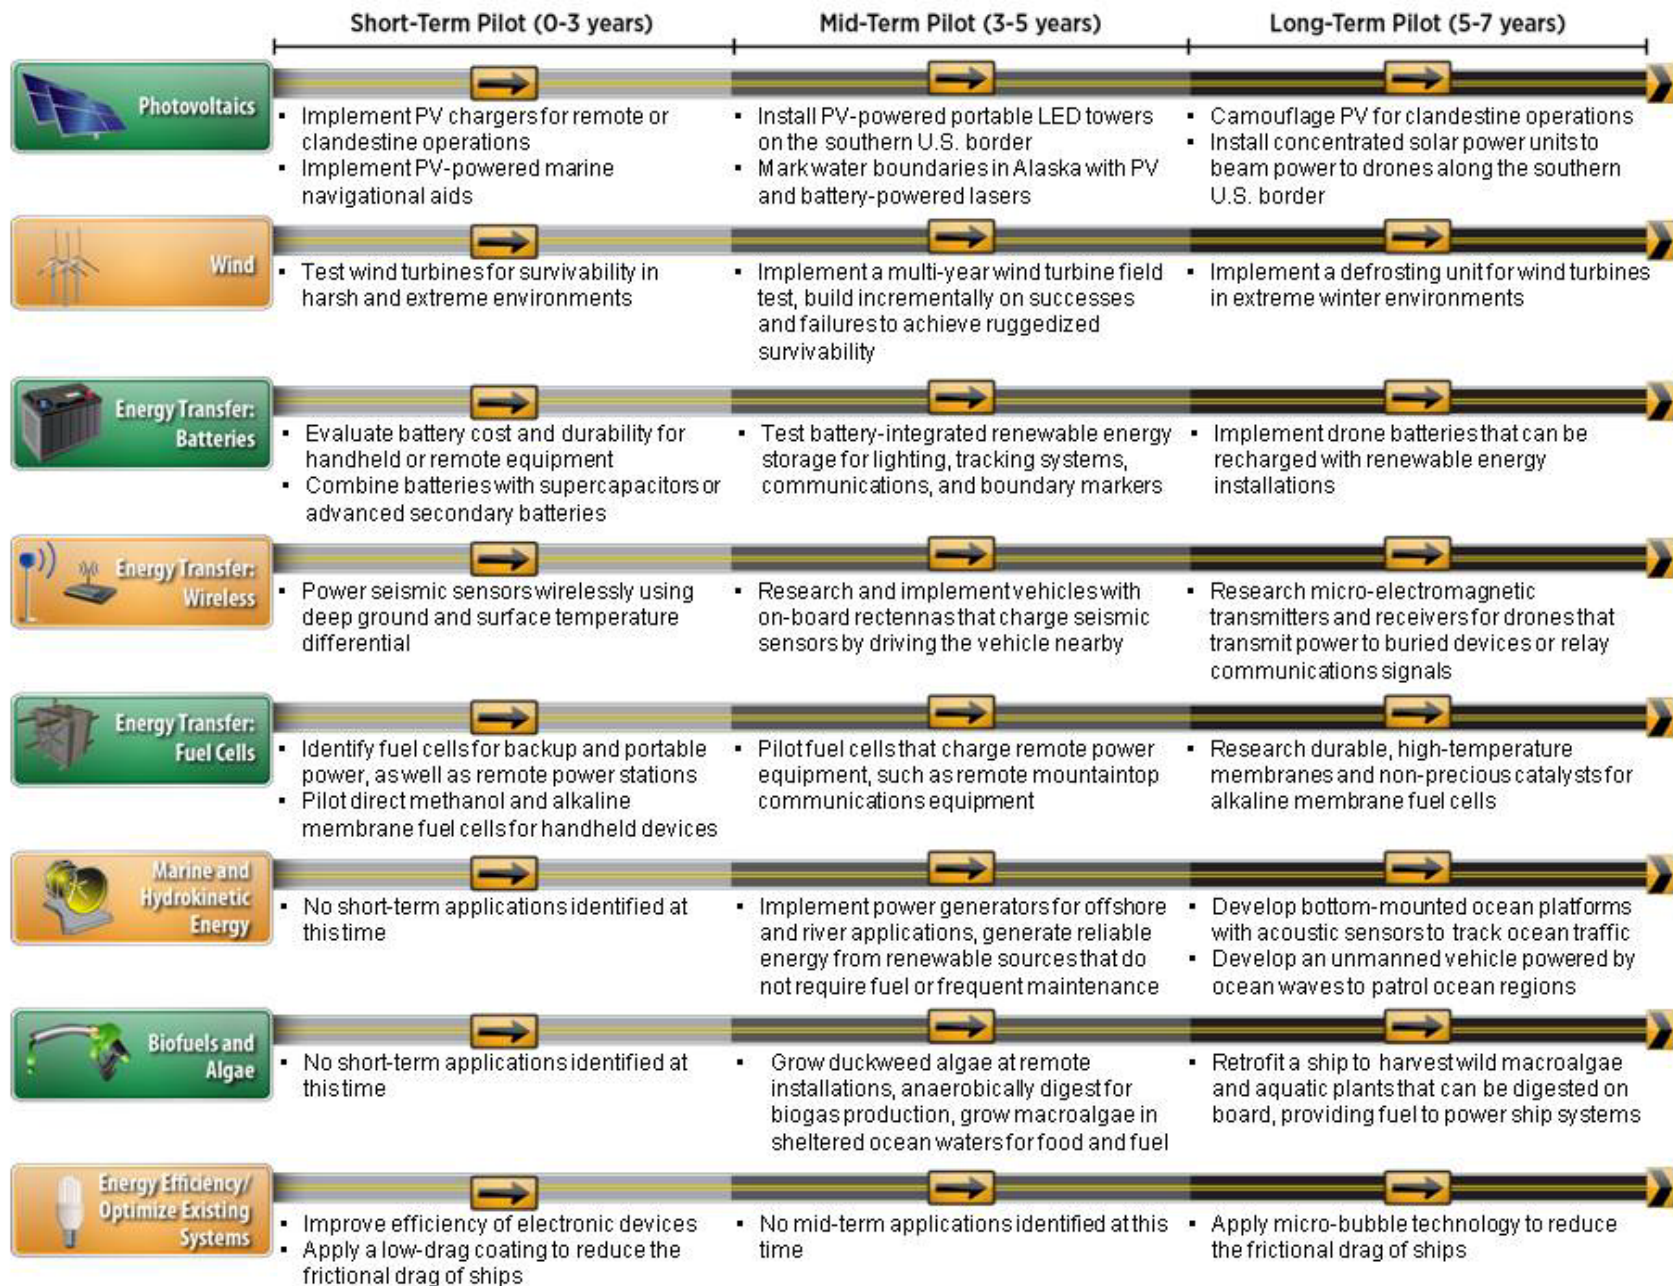 Short-Term Pilot (0-3 years)
Mid-Term Pilot (3-5 years)
Long-Term Pilot (5-7 years)
Photovoltaics
▪ Implement PV chargers for remote or
clandestine operations
▪ Implement PV-powered marine
navigational aids
▪ Install PV-powered portable LED towers
on the southern U.S. border
▪ Mark water boundaries in Alaska with PV
and battery-powered lasers
▪ Camouflage PV for clandestine operations
▪ Install concentrated solar power units to
beam power to drones along the southern
U.S. border
Wind
▪ Test wind turbines for survivability in
harsh and extreme environments
▪ Implement a multi-year wind turbine field
test, build incrementally on successes
and failures to achieve ruggedized
survivability
▪ Implement a defrosting unit for wind turbines
in extreme winter environments
Energy Transfer:
Batteries
▪ Evaluate battery cost and durability for
handheld or remote equipment
▪ Combine batteries with supercapacitors or
advanced secondary batteries
▪ Test battery-integrated renewable energy
storage for lighting, tracking systems,
communications, and boundary markers
▪ Implement drone batteries that can be
recharged with renewable energy
installations
Energy Transfer:
Wireless
▪ Power seismic sensors wirelessly using
deep ground and surface temperature
differential
▪ Research and implement vehicles with
on-board rectennas that charge seismic
sensors by driving the vehicle nearby
▪ Research micro-electromagnetic
transmitters and receivers for drones that
transmit power to buried devices or relay
communications signals
Energy Transfer:
Fuel Cells
▪ Identify fuel cells for backup and portable
power, as well as remote power stations
▪ Pilot direct methanol and alkaline
membrane fuel cells for handheld devices
▪ Pilot fuel cells that charge remote power
equipment, such as remote mountaintop
communications equipment
▪ Research durable, high-temperature
membranes and non-precious catalysts for
alkaline membrane fuel cells
Marine and
Hydrokinetic
Energy
▪ No short-term applications identified at
this time
▪ Implement power generators for offshore
and river applications, generate reliable
energy from renewable sources that do
not require fuel or frequent maintenance
▪ Develop bottom-mounted ocean platforms
with acoustic sensors to track ocean traffic
▪ Develop an unmanned vehicle powered by
ocean waves to patrol ocean regions
Biofuels and
Algae
▪ No short-term applications identified at
this time
▪ Grow duckweed algae at remote
installations, anaerobically digest for
biogas production, grow macroalgae in
sheltered ocean waters for food and fuel
▪ Retrofit a ship to harvest wild macroalgae
and aquatic plants that can be digested on
board, providing fuel to power ship systems
Energy Efficiency/
Optimize Existing
Systems
▪ Improve efficiency of electronic devices
▪ Apply a low-drag coating to reduce the
frictional drag of ships
▪ No mid-term applications identified at this
time
▪ Apply micro-bubble technology to reduce
the frictional drag of ships